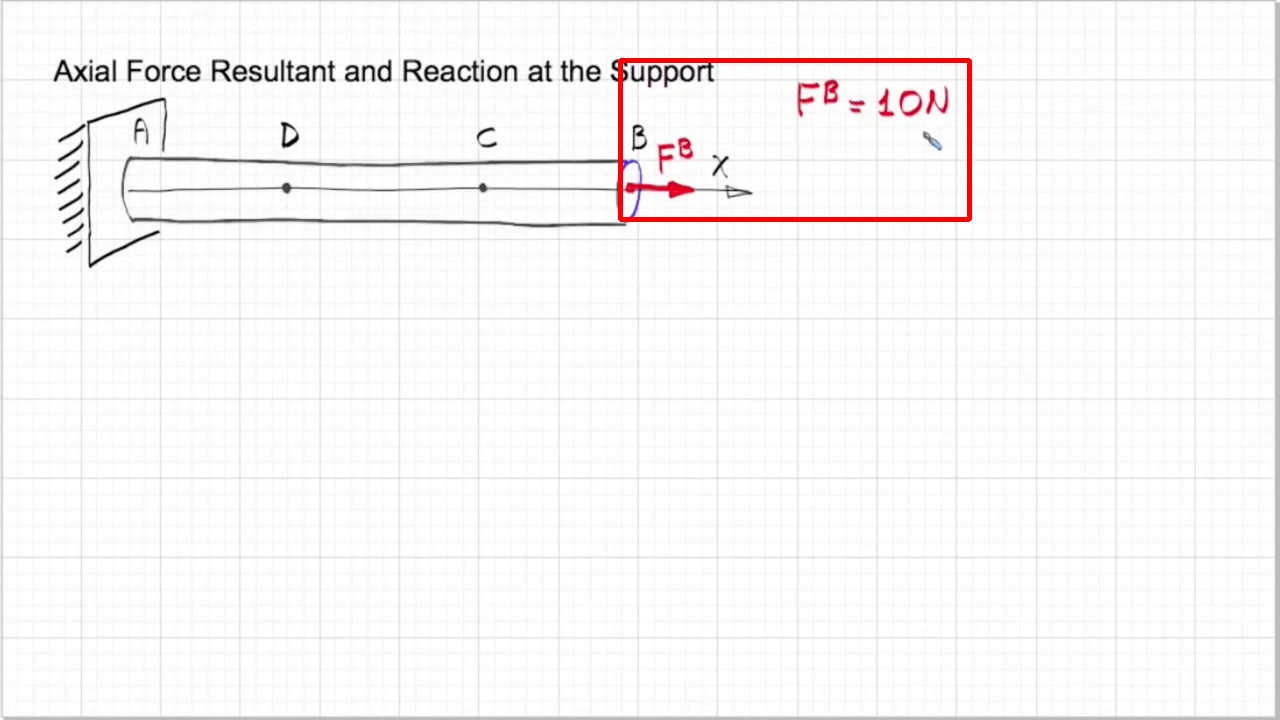 Axial Force Resultant and Reaction at the Support
F^B = 10N
A D C B F^B X